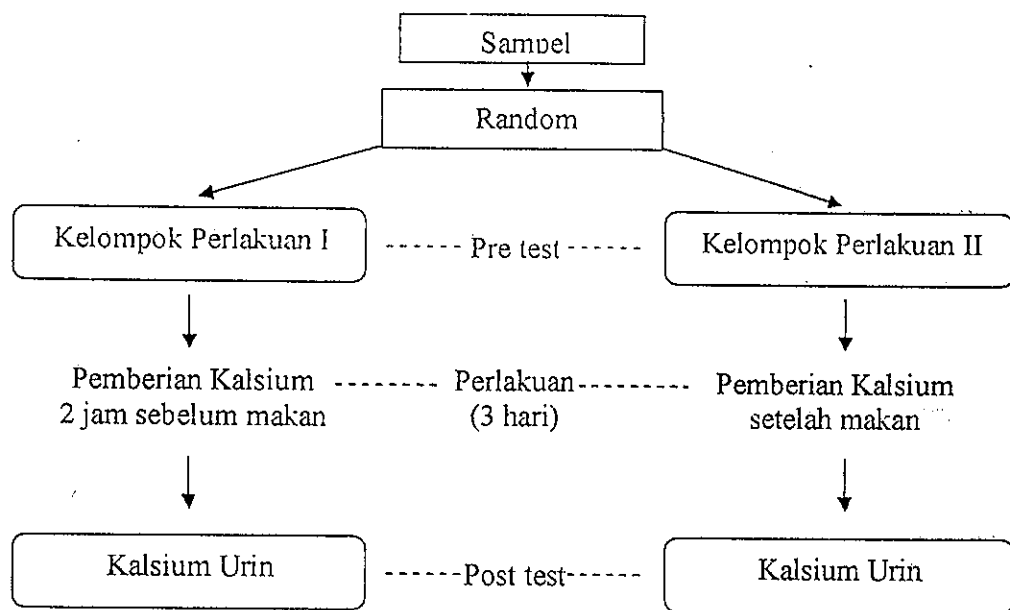 Sampel
Random
Kelompok Perlakuan I
Pre test
Kelompok Perlakuan II
Pemberian Kalsium
2 jam sebelum makan
Perlakuan
(3 hari)
Pemberian Kalsium
setelah makan
Kalsium Urin
Post test
Kalsium Urin